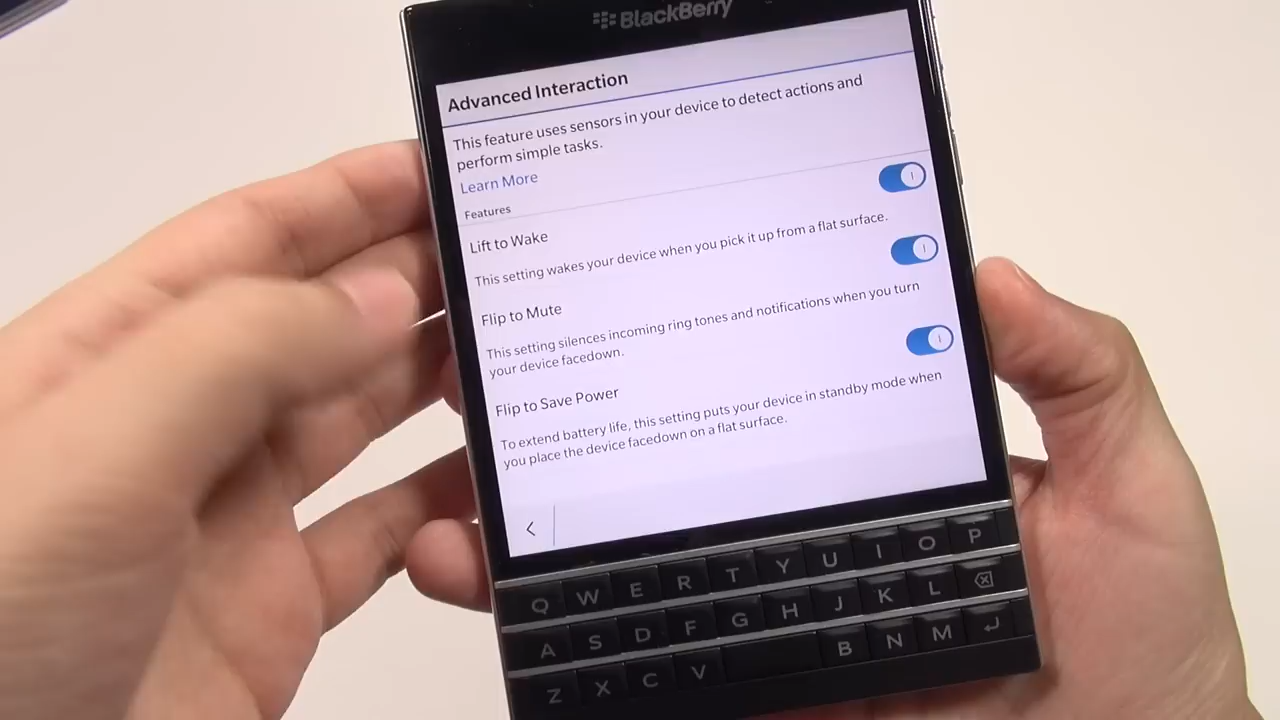 BlackBerry
Advanced Interaction
This feature uses sensors in your device to detect actions and
perform simple tasks.
Learn More
Features
Lift to Wake
This setting wakes your device when you pick it up from a flat surface.
Flip to Mute
This setting silences incoming ring tones and notifications when you turn
your device facedown.
Flip to Save Power
To extend battery life, this setting puts your device in standby mode when
you place the device facedown on a flat surface.
Q W E R T Y U I O P
A S D F G H J K L
Z X C V B N M